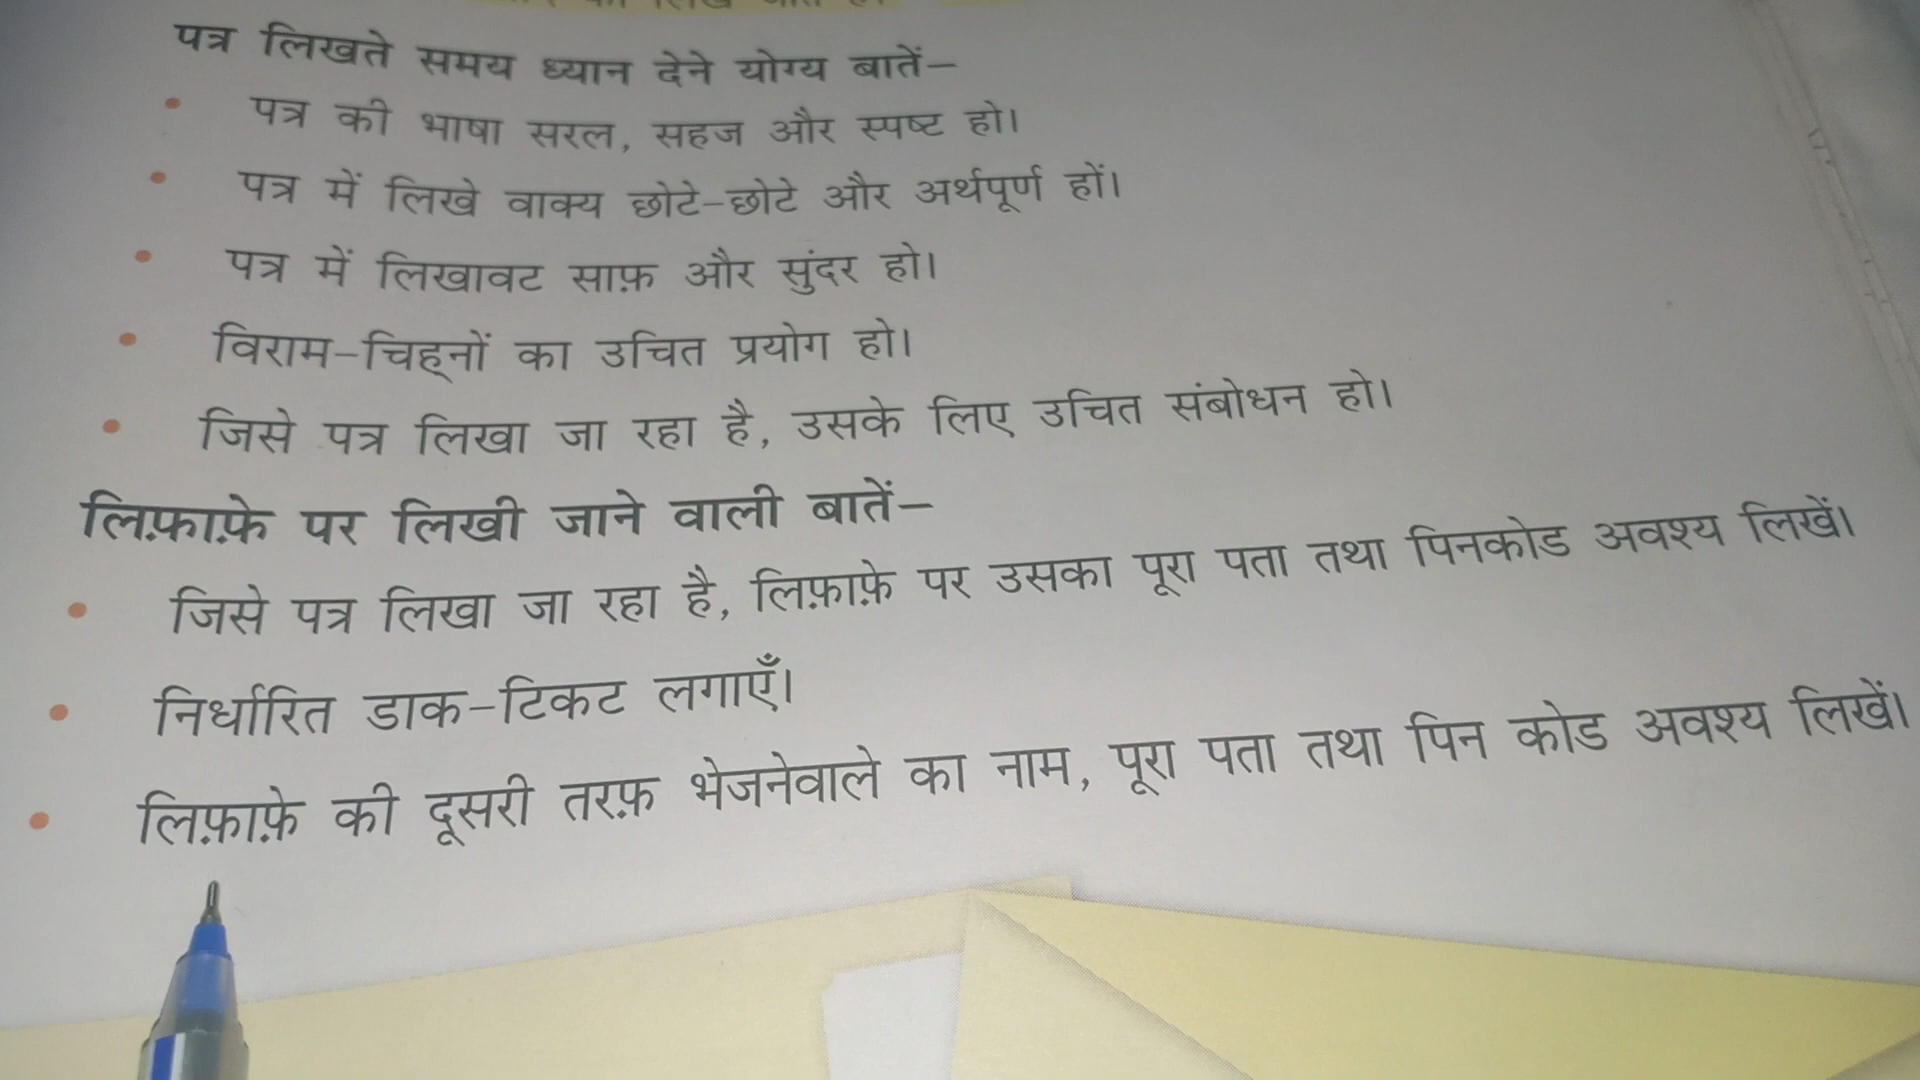 पत्र लिखते समय ध्यान देने योग्य बातें–
• पत्र की भाषा सरल, सहज और स्पष्ट हो।
• पत्र में लिखे वाक्य छोटे-छोटे और अर्थपूर्ण हों।
• पत्र में लिखावट साफ़ और सुंदर हो।
• विराम-चिह्नों का उचित प्रयोग हो।
• जिसे पत्र लिखा जा रहा है, उसके लिए उचित संबोधन हो।
लिफ़ाफ़े पर लिखी जाने वाली बातें–
• जिसे पत्र लिखा जा रहा है, लिफ़ाफ़े पर उसका पूरा पता तथा पिनकोड अवश्य लिखें।
• निर्धारित डाक-टिकट लगाएँ।
• लिफ़ाफ़े की दूसरी तरफ़ भेजनेवाले का नाम, पूरा पता तथा पिन कोड अवश्य लिखें।